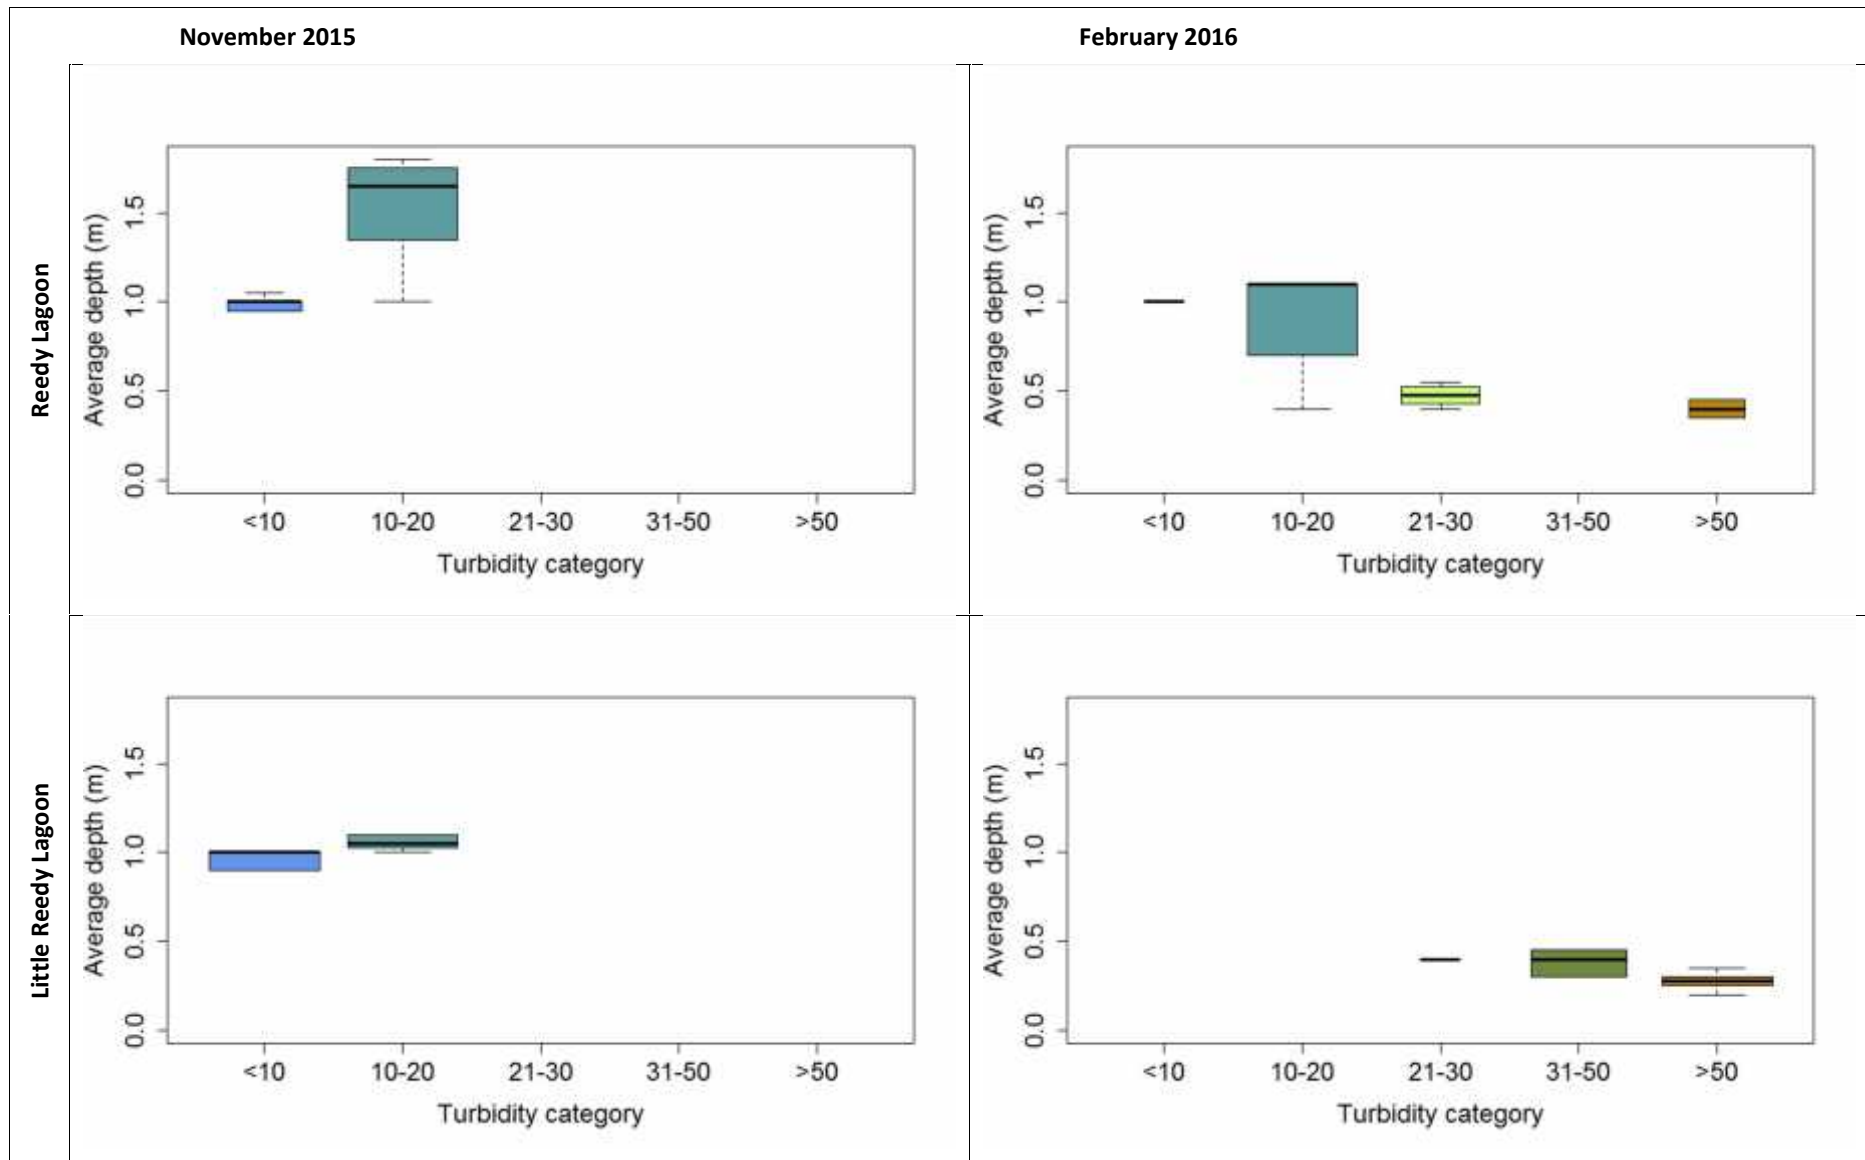 November 2015
February 2016
Reedy Lagoon
Average depth (m)
1.5
1.0
0.5
0.0
<10 10-20 21-30 31-50 >50
Turbidity category
Average depth (m)
1.5
1.0
0.5
0.0
<10 10-20 21-30 31-50 >50
Turbidity category
Little Reedy Lagoon
Average depth (m)
1.5
1.0
0.5
0.0
<10 10-20 21-30 31-50 >50
Turbidity category
Average depth (m)
1.5
1.0
0.5
0.0
<10 10-20 21-30 31-50 >50
Turbidity category